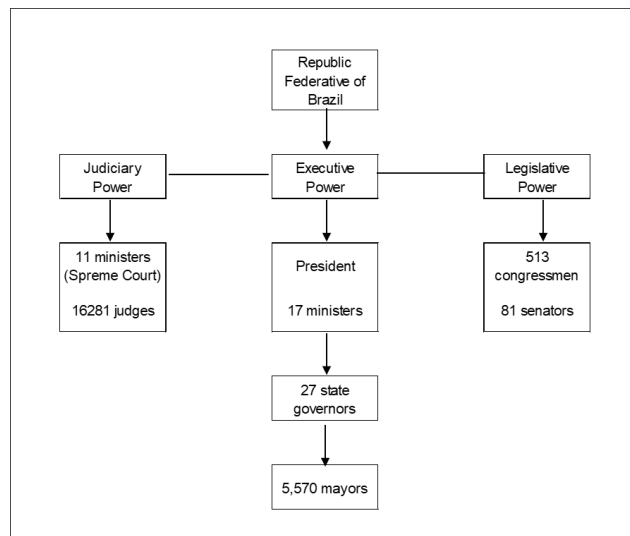 Republic
Federative of
Brazil
Judiciary
Power
Executive
Power
Legislative
Power
11 ministers
(Spreme Court)
16281 judges
President
17 ministers
513
congressmen
81 senators
27 state
governors
5,570 mayors